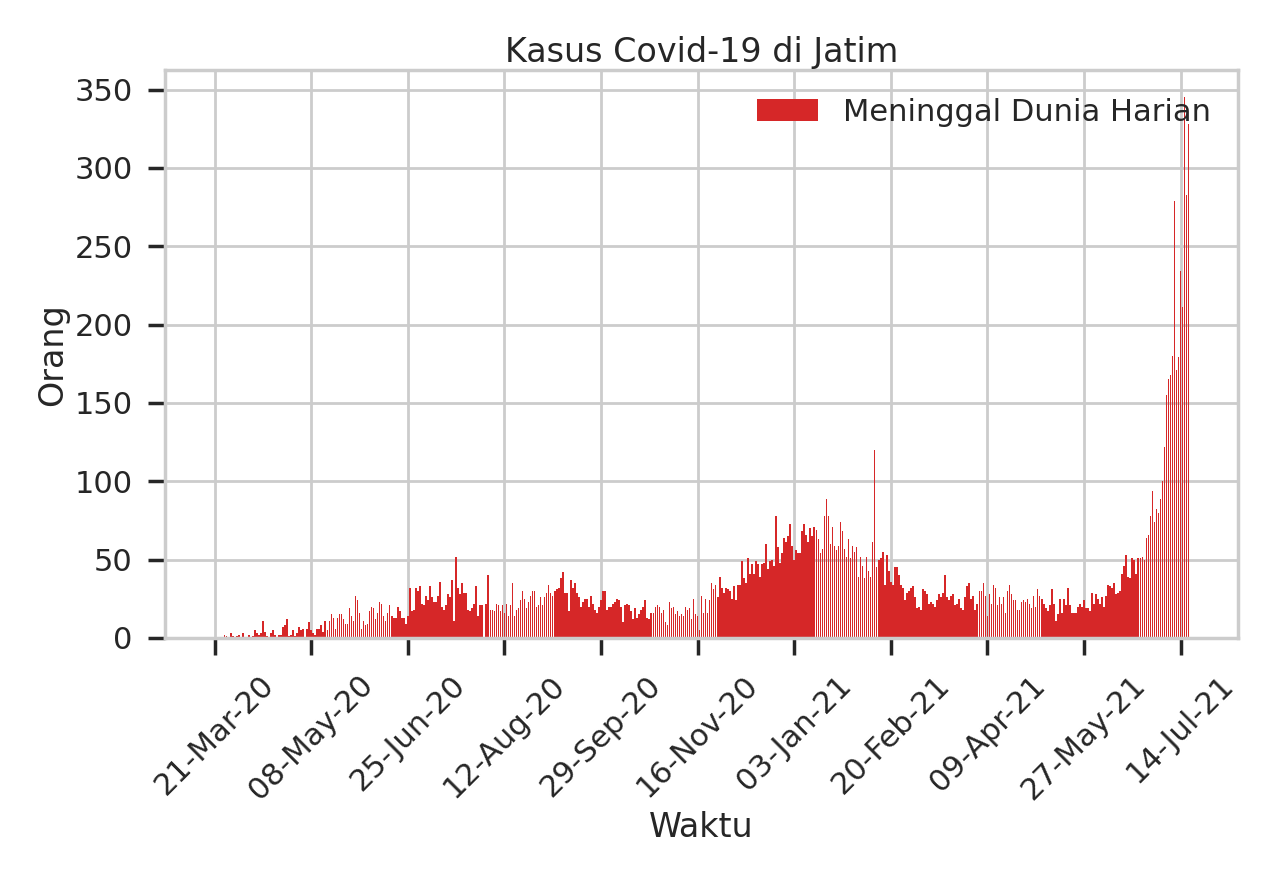 Kasus Covid-19 di Jatim
Meninggal Dunia Harian
Orang
350
300
250
200
150
100
50
0
21-Mar-20
08-May-20
25-Jun-20
12-Aug-20
29-Sep-20
16-Nov-20
03-Jan-21
20-Feb-21
09-Apr-21
27-May-21
14-Jul-21
Waktu